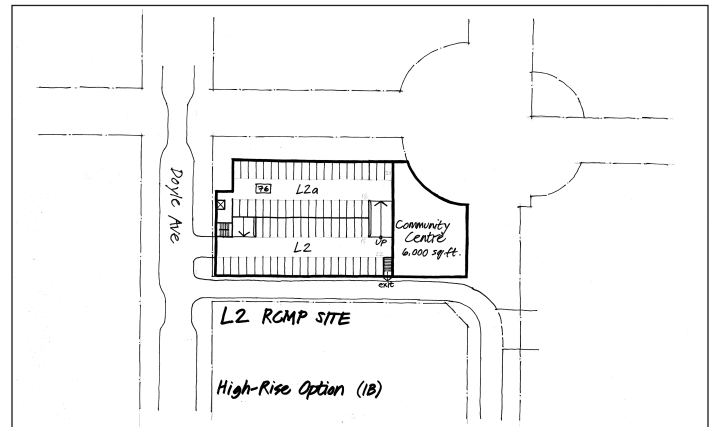 Doyle Ave
76
L2a
L2
UP
Community
Centre
6,000 sq.ft.
exit
L2 RCMP SITE
High-Rise Option (1B)